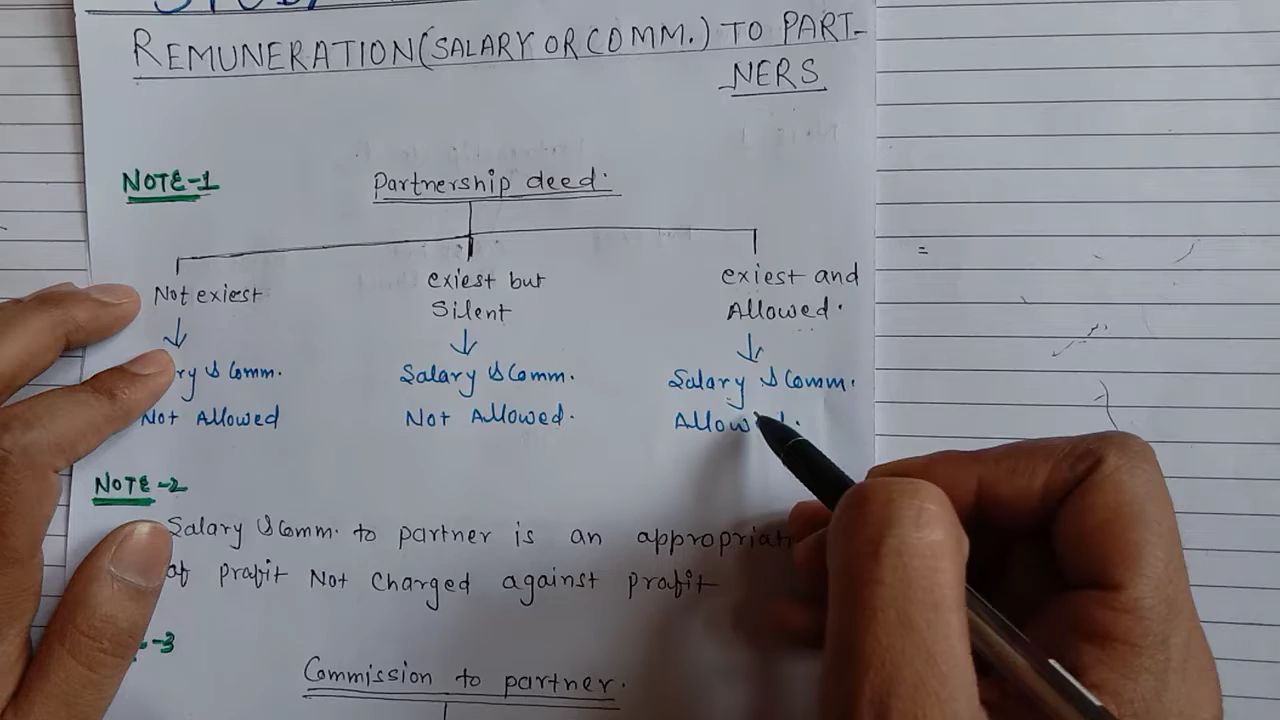 REMUNERATION(SALARY OR COMM.) TO PART-
NERS
NOTE-1
Partnership deed.
Not exiest
exiest but
Silent
exiest and
Allowed.
& Comm.
Not Allowed
Salary & Comm.
Not Allowed.
Salary & Comm.
NOTE-2
Salary & Comm. to partner is an
of profit Not Charged against profit
-3
Commission to partner.